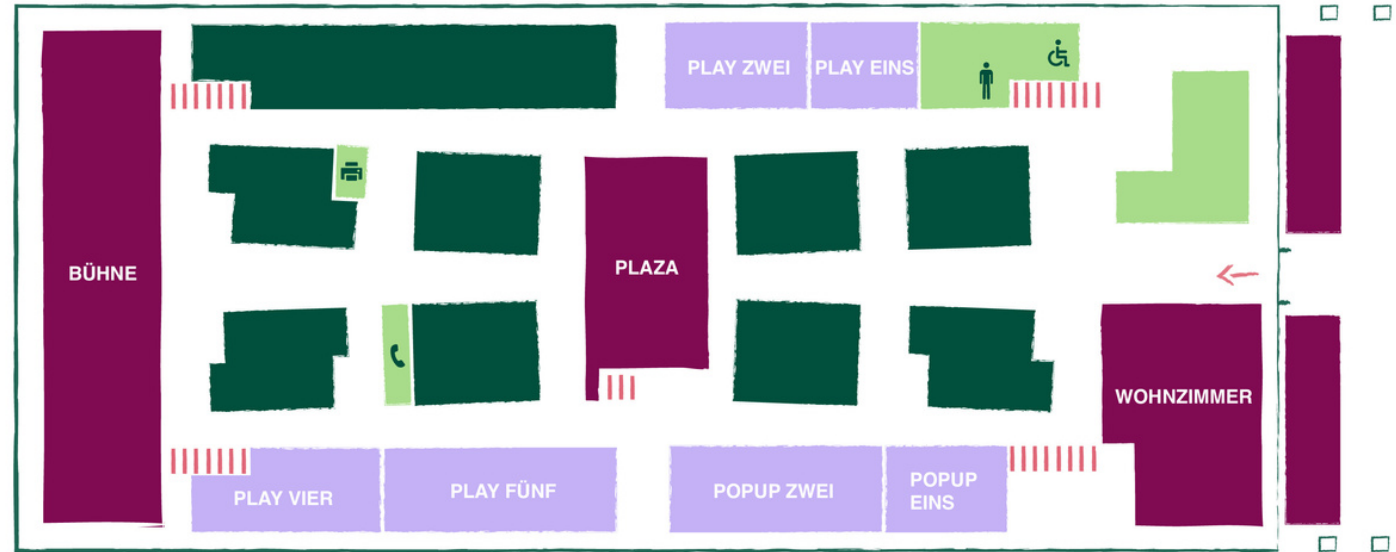 PLAY ZWEI
PLAY EINS
BÜHNE
PLAZA
WOHNZIMMER
PLAY VIER
PLAY FÜNF
POPUP ZWEI
POPUP
EINS